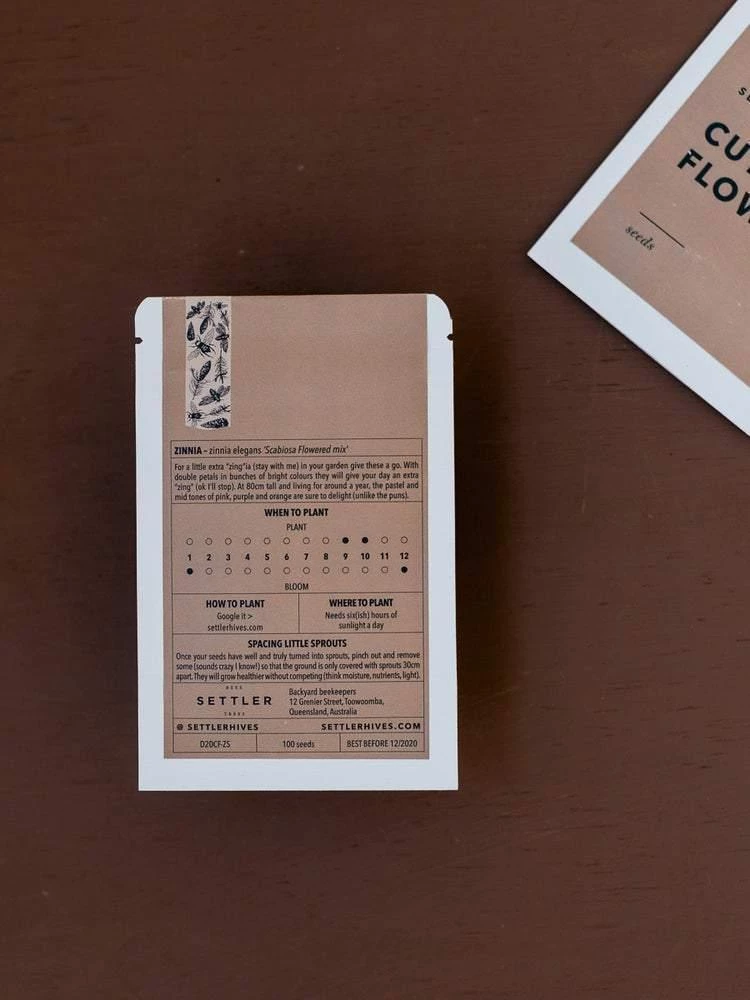 CU
FLOW
seeds
ZINNIA – zinnia elegans 'Scabiosa Flowered mix'
For a little extra "zing"ia (stay with me) in your garden give these a go. With
double petals in bunches of bright colours they will give your day an extra
"zing" (ok I'll stop). At 80cm tall and living for around a year, the pastel and
mid tones of pink, purple and orange are sure to delight (unlike the puns).
WHEN TO PLANT
PLANT
1 2 3 4 5 6 7 8 9 10 11 12
BLOOM
HOW TO PLANT
Google it >
settlerhives.com
WHERE TO PLANT
Needs six(ish) hours of
sunlight a day
SPACING LITTLE SPROUTS
Once your seeds have well and truly turned into sprouts, pinch out and remove
some (sounds crazy I know!) so that the ground is only covered with sprouts 30cm
apart. They will grow healthier without competing (think moisture, nutrients, light).
SETTLER
Backyard beekeepers
12 Grenier Street, Toowoomba,
Queensland, Australia
@ SETTLERHIVES
SETTLERHIVES.COM
D20CF-ZS
100 seeds
BEST BEFORE 12/2020